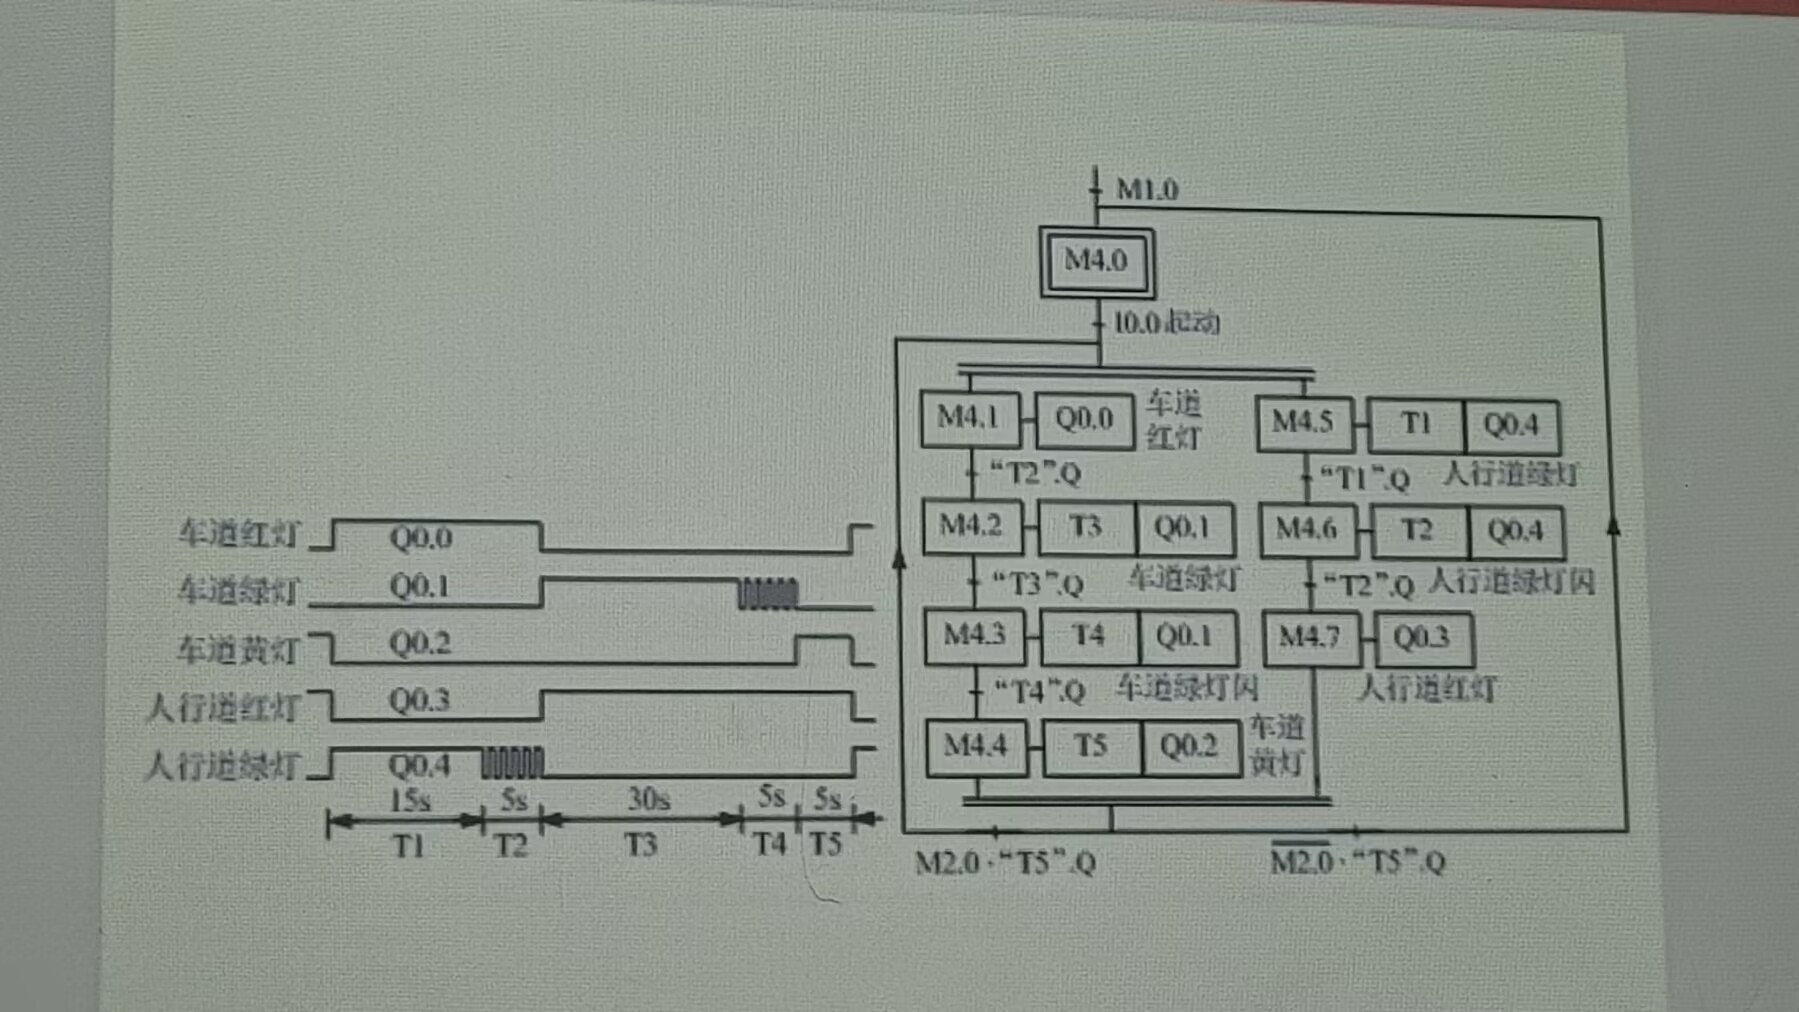 M1.0
M4.0
I0.0起动
M4.1 Q0.0 车道红灯
M4.5 T1 Q0.4
"T2".Q
"T1".Q 人行道绿灯
M4.2 T3 Q0.1
M4.6 T2 Q0.4
"T3".Q 车道绿灯
"T2".Q 人行道绿灯闪
M4.3 T4 Q0.1
M4.7 Q0.3
"T4".Q 车道绿灯闪
人行道红灯
M4.4 T5 Q0.2 车道黄灯
M2.0·"T5".Q
M2.0·"T5".Q
车道红灯 Q0.0
车道绿灯 Q0.1
车道黄灯 Q0.2
人行道红灯 Q0.3
人行道绿灯 Q0.4
15s 5s 30s 5s 5s
T1 T2 T3 T4 T5